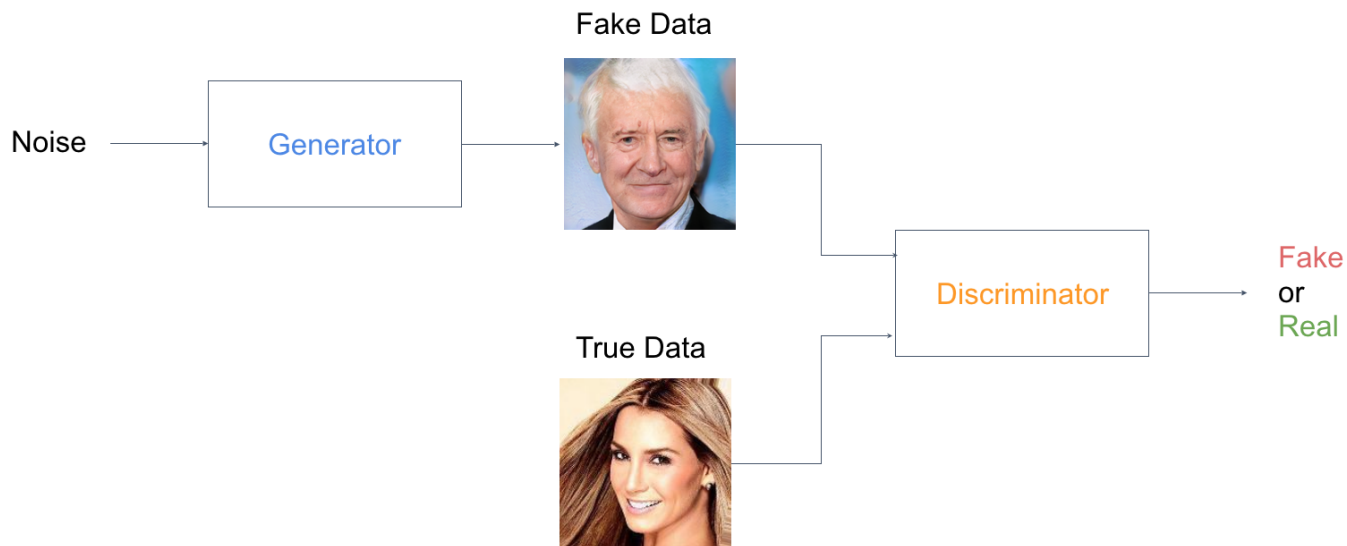 Fake Data
Noise
Generator
Discriminator
Fake
or
Real
True Data